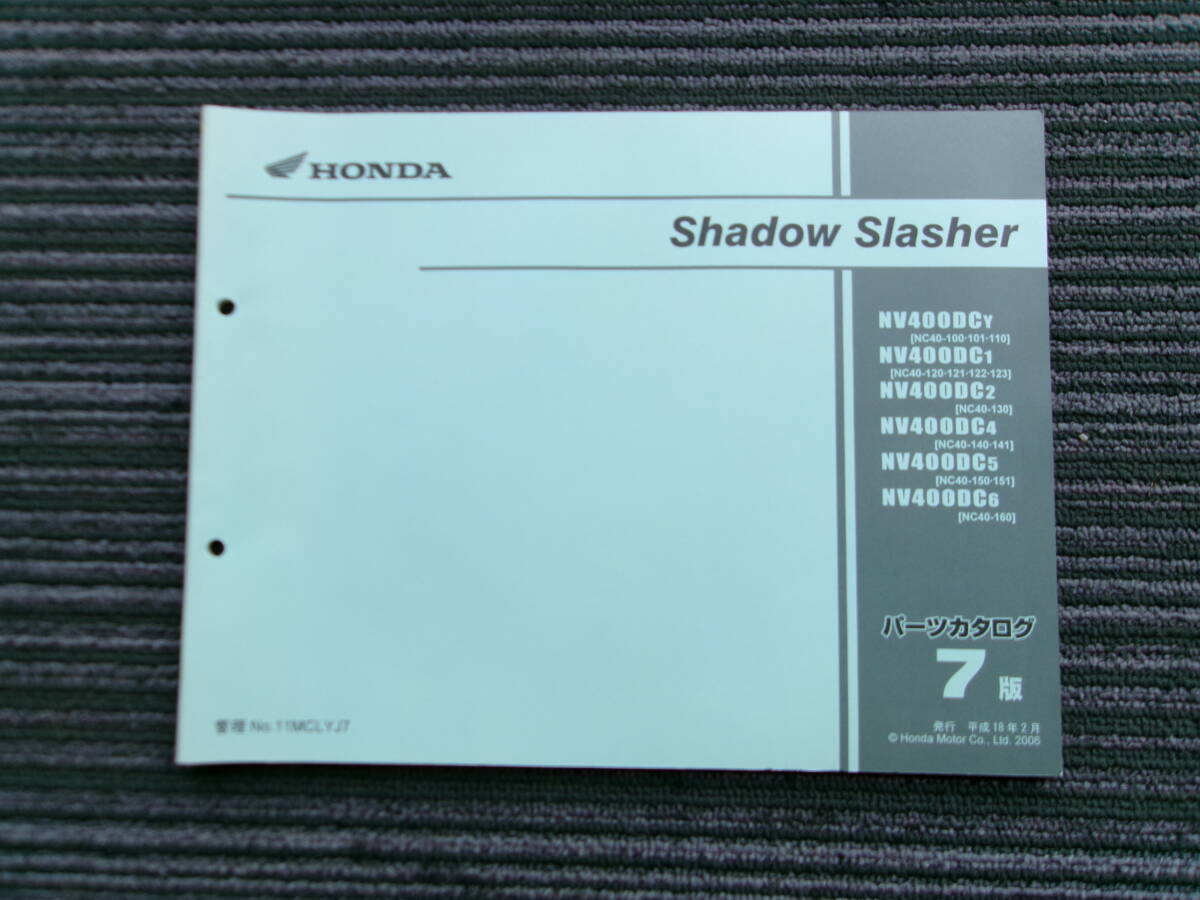 HONDA
Shadow Slasher
NV400DCY
[NC40-100·101·110]
NV400DC1
[NC40-120·121·122·123]
NV400DC2
[NC40-130]
NV400DC4
[NC40-140·141]
NV400DC5
[NC40-150·151]
NV400DC6
[NC40-160]
パーツカタログ
7版
管理No.11MCLYJ7
発行 平成18年2月
© Honda Motor Co., Ltd. 2006